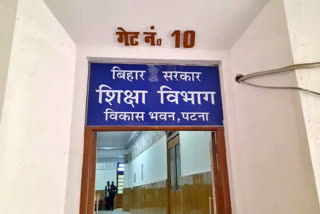 गेट नं. 10
बिहार सरकार
शिक्षा विभाग
विकास भवन, पटना